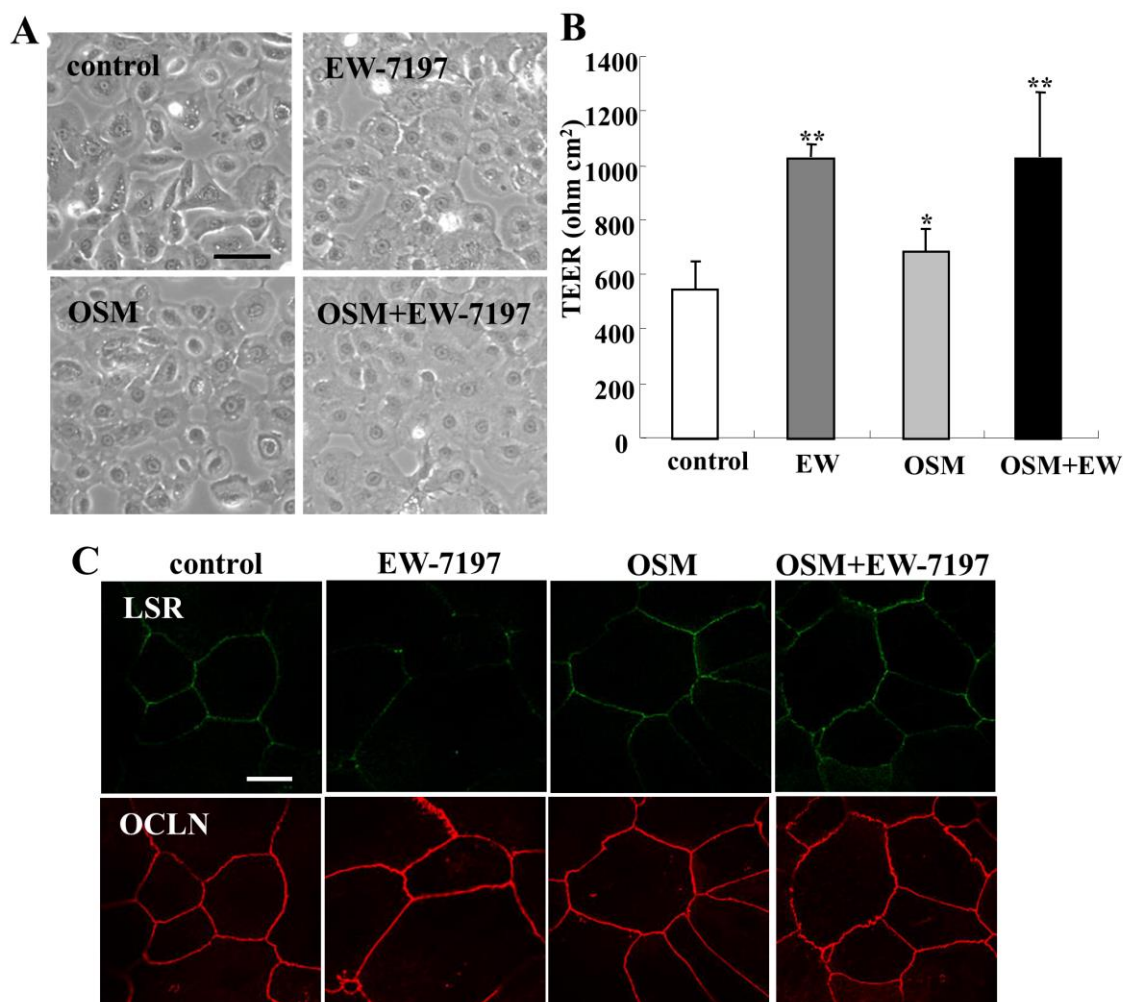 A
control
EW-7197
OSM
OSM+EW-7197
B
TEER (ohm cm²)
1400
1200
1000
800
600
400
200
0
**
*
**
control
EW
OSM
OSM+EW
C
control
EW-7197
OSM
OSM+EW-7197
LSR
OCLN